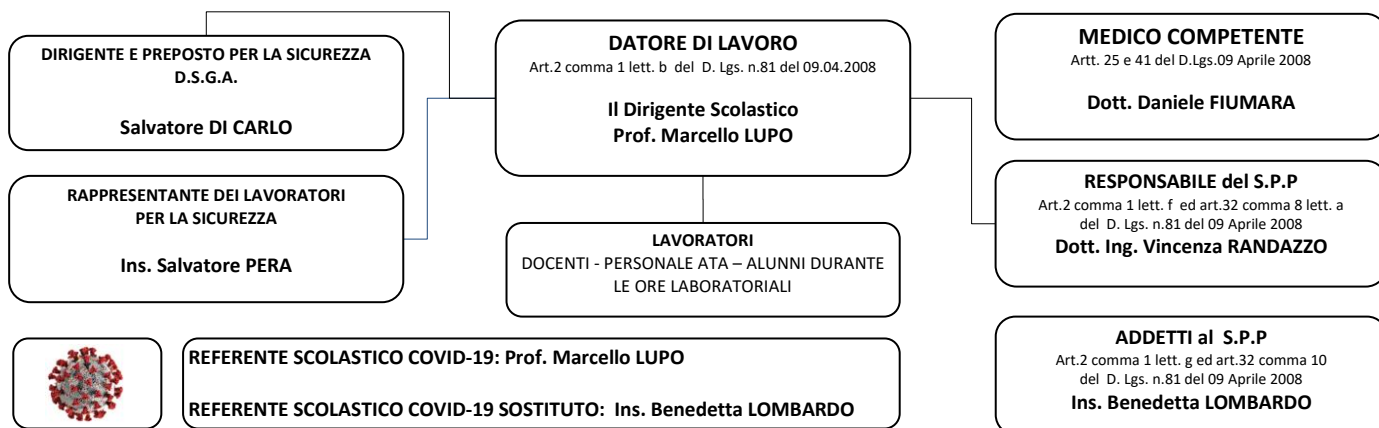 DIRIGENTE E PREPOSTO PER LA SICUREZZA
D.S.G.A.
Salvatore DI CARLO
RAPPRESENTANTE DEI LAVORATORI
PER LA SICUREZZA
Ins. Salvatore PERA
DATORE DI LAVORO
Art.2 comma 1 lett. b del D. Lgs. n.81 del 09.04.2008
Il Dirigente Scolastico
Prof. Marcello LUPO
LAVORATORI
DOCENTI - PERSONALE ATA – ALUNNI DURANTE
LE ORE LABORATORIALI
MEDICO COMPETENTE
Artt. 25 e 41 del D.Lgs.09 Aprile 2008
Dott. Daniele FIUMARA
RESPONSABILE del S.P.P
Art.2 comma 1 lett. f ed art.32 comma 8 lett. a
del D. Lgs. n.81 del 09 Aprile 2008
Dott. Ing. Vincenza RANDAZZO
ADDETTI al S.P.P
Art.2 comma 1 lett. g ed art.32 comma 10
del D. Lgs. n.81 del 09 Aprile 2008
Ins. Benedetta LOMBARDO
REFERENTE SCOLASTICO COVID-19: Prof. Marcello LUPO
REFERENTE SCOLASTICO COVID-19 SOSTITUTO: Ins. Benedetta LOMBARDO